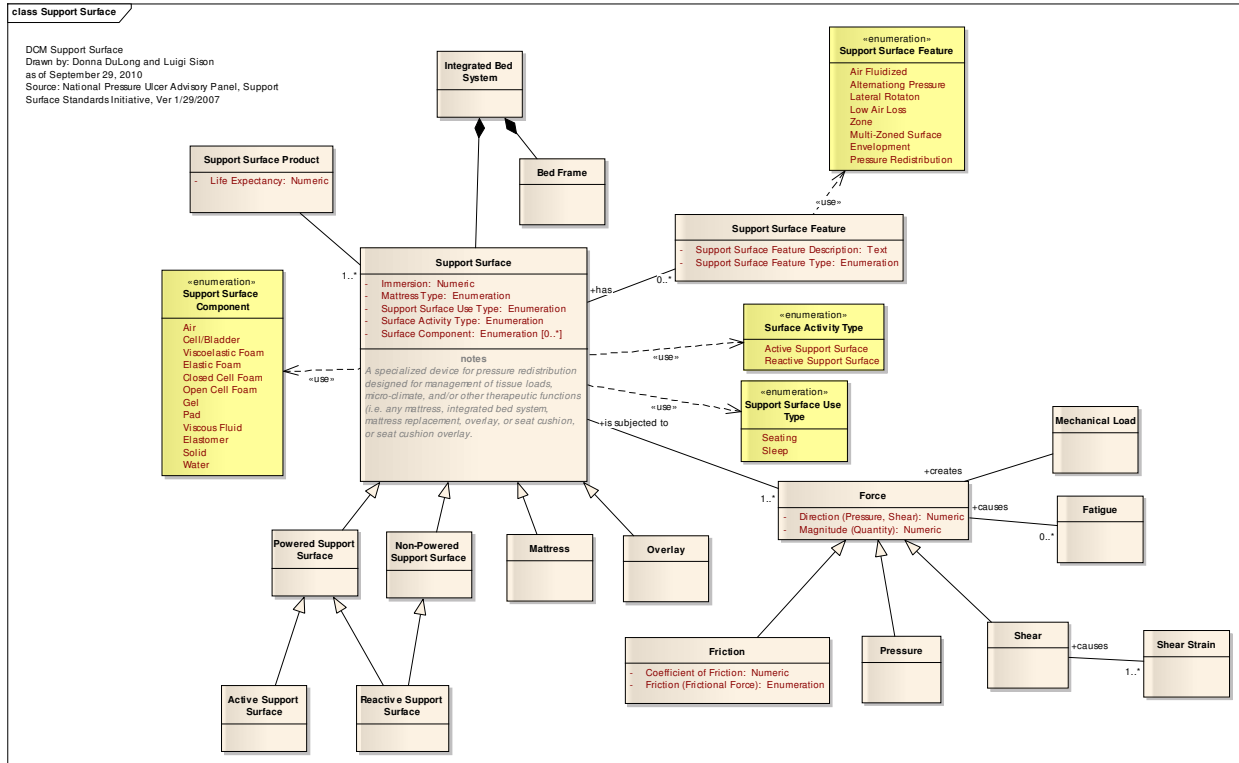 class Support Surface
DCM Support Surface
Drawn by: Donna DuLong and Luigi Sison
as of September 29, 2010
Source: National Pressure Ulcer Advisory Panel, Support
Surface Standards Initiative, Ver 1/29/2007
Integrated Bed
System
Bed Frame
Support Surface Product
- Life Expectancy: Numeric
1..*
«enumeration»
Support Surface Feature
Air Fluidized
Alternationg Pressure
Lateral Rotaton
Low Air Loss
Zone
Multi-Zoned Surface
Envelopment
Pressure Redistribution
«use»
Support Surface Feature
- Support Surface Feature Description: Text
- Support Surface Feature Type: Enumeration
0..*
+has
Support Surface
- Immersion: Numeric
- Mattress Type: Enumeration
- Support Surface Use Type: Enumeration
- Surface Activity Type: Enumeration
- Surface Component: Enumeration [0..*]
notes
A specialized device for pressure redistribution
designed for management of tissue loads,
micro-climate, and/or other therapeutic functions
(i.e. any mattress, integrated bed system,
mattress replacement, overlay, or seat cushion,
or seat cushion overlay.
«enumeration»
Support Surface
Component
Air
Cell/Bladder
Viscoelastic Foam
Elastic Foam
Closed Cell Foam
Open Cell Foam
Gel
Pad
Viscous Fluid
Elastomer
Solid
Water
«use»
«enumeration»
Surface Activity Type
Active Support Surface
Reactive Support Surface
«use»
«enumeration»
Support Surface Use
Type
Seating
Sleep
«use»
+is subjected to
1..*
Force
- Direction (Pressure, Shear): Numeric
- Magnitude (Quantity): Numeric
+creates
Mechanical Load
+causes
0..*
Fatigue
Powered Support
Surface
Non-Powered
Support Surface
Mattress
Overlay
Active Support
Surface
Reactive Support
Surface
Friction
- Coefficient of Friction: Numeric
- Friction (Frictional Force): Enumeration
Pressure
Shear
+causes
1..*
Shear Strain